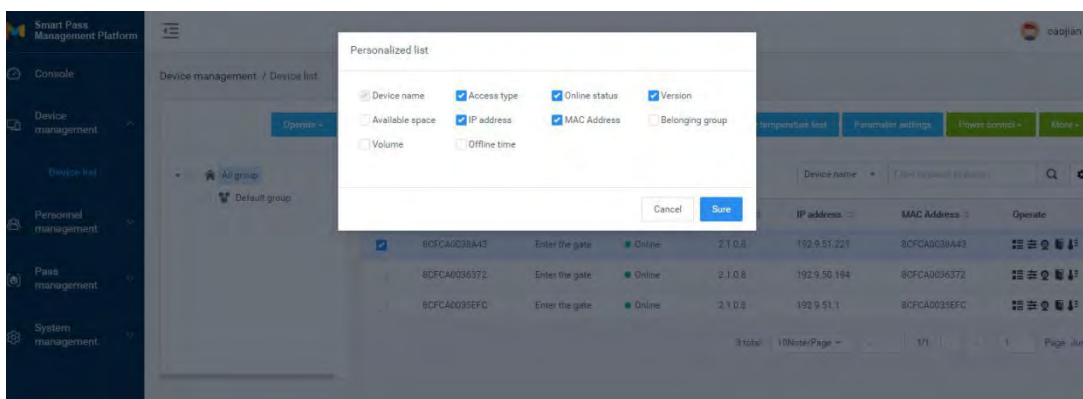 Smart Pass
Management Platform
caojian
Console
Device management / Device list
Device
management
Device list
Personnel
management
Pass
management
System
management
Operate
All group
Default group
Personalized list
Device name
Access type
Online status
Version
Available space
IP address
MAC Address
Belonging group
Volume
Offline time
Cancel
Sure
temperature test
Parameter settings
Power control
More
Device name
IP address
MAC Address
Operate
8CFCA0038A43 Enter the gate Online 2.1.0.8 192.9.51.221 8CFCA0038A43
8CFCA0036372 Enter the gate Online 2.1.0.8 192.9.50.194 8CFCA0036372
8CFCA0035EFC Enter the gate Online 2.1.0.8 192.9.51.1 8CFCA0035EFC
3 total 10Note/Page 1/1 1 Page